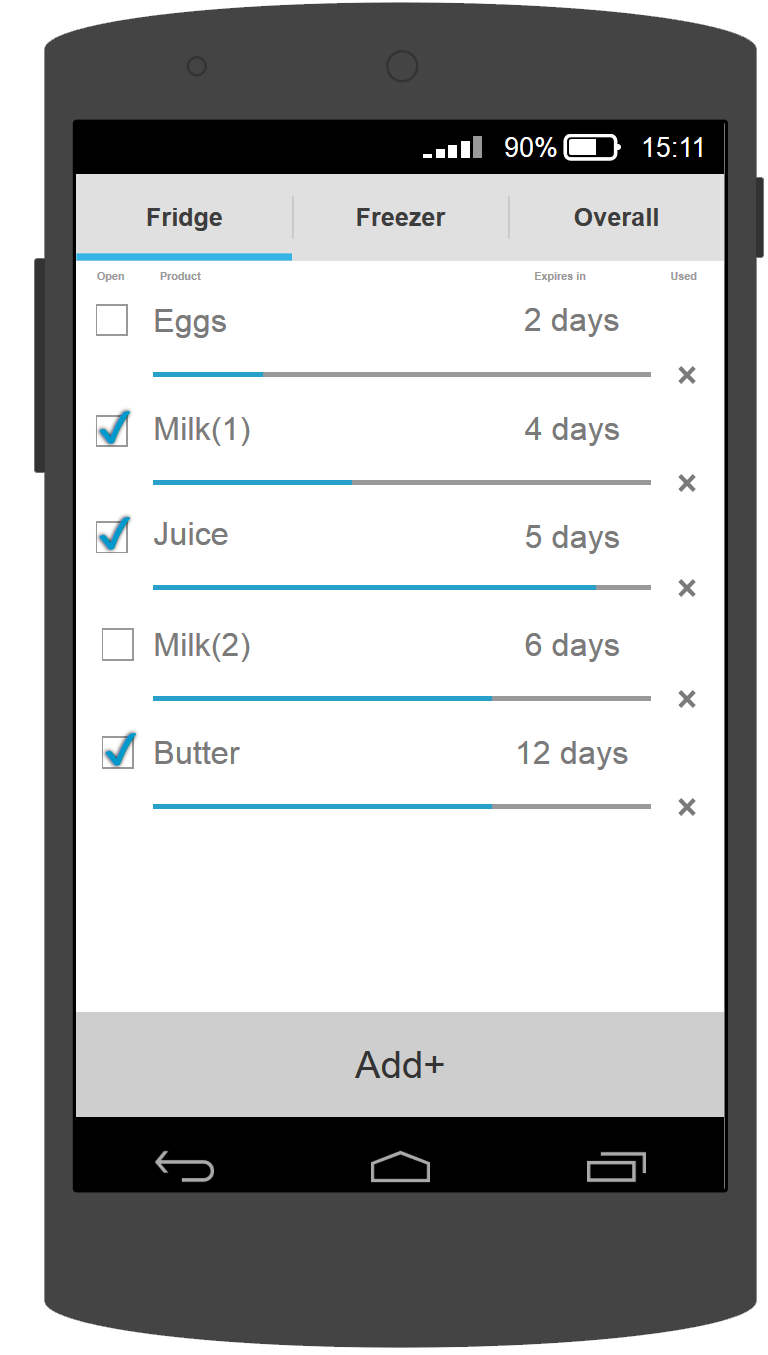 90% 15:11
Fridge Freezer Overall
Open Product Expires in Used
Eggs 2 days
Milk(1) 4 days
Juice 5 days
Milk(2) 6 days
Butter 12 days
Add+